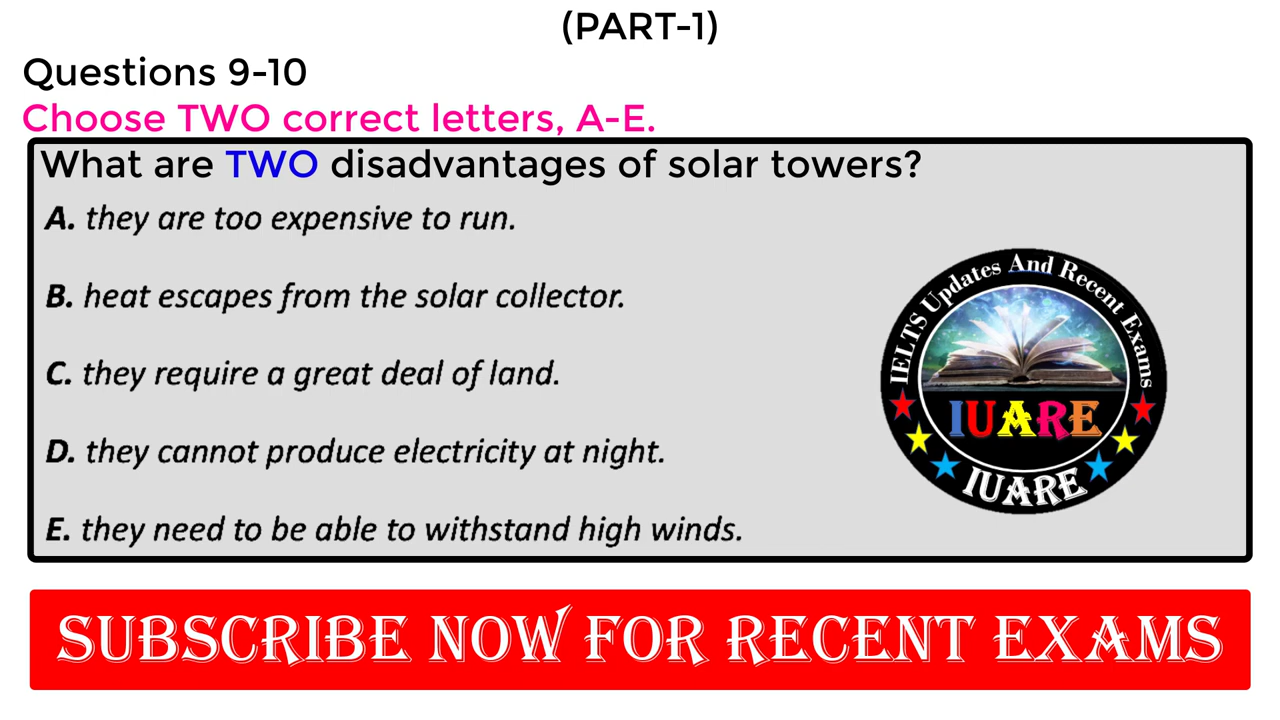 (PART-1)
Questions 9-10
Choose TWO correct letters, A-E.
What are TWO disadvantages of solar towers?
A. they are too expensive to run.
B. heat escapes from the solar collector.
C. they require a great deal of land.
D. they cannot produce electricity at night.
E. they need to be able to withstand high winds.
IELTS Updates And Recent Exams
IUARE
IUARE
SUBSCRIBE NOW FOR RECENT EXAMS